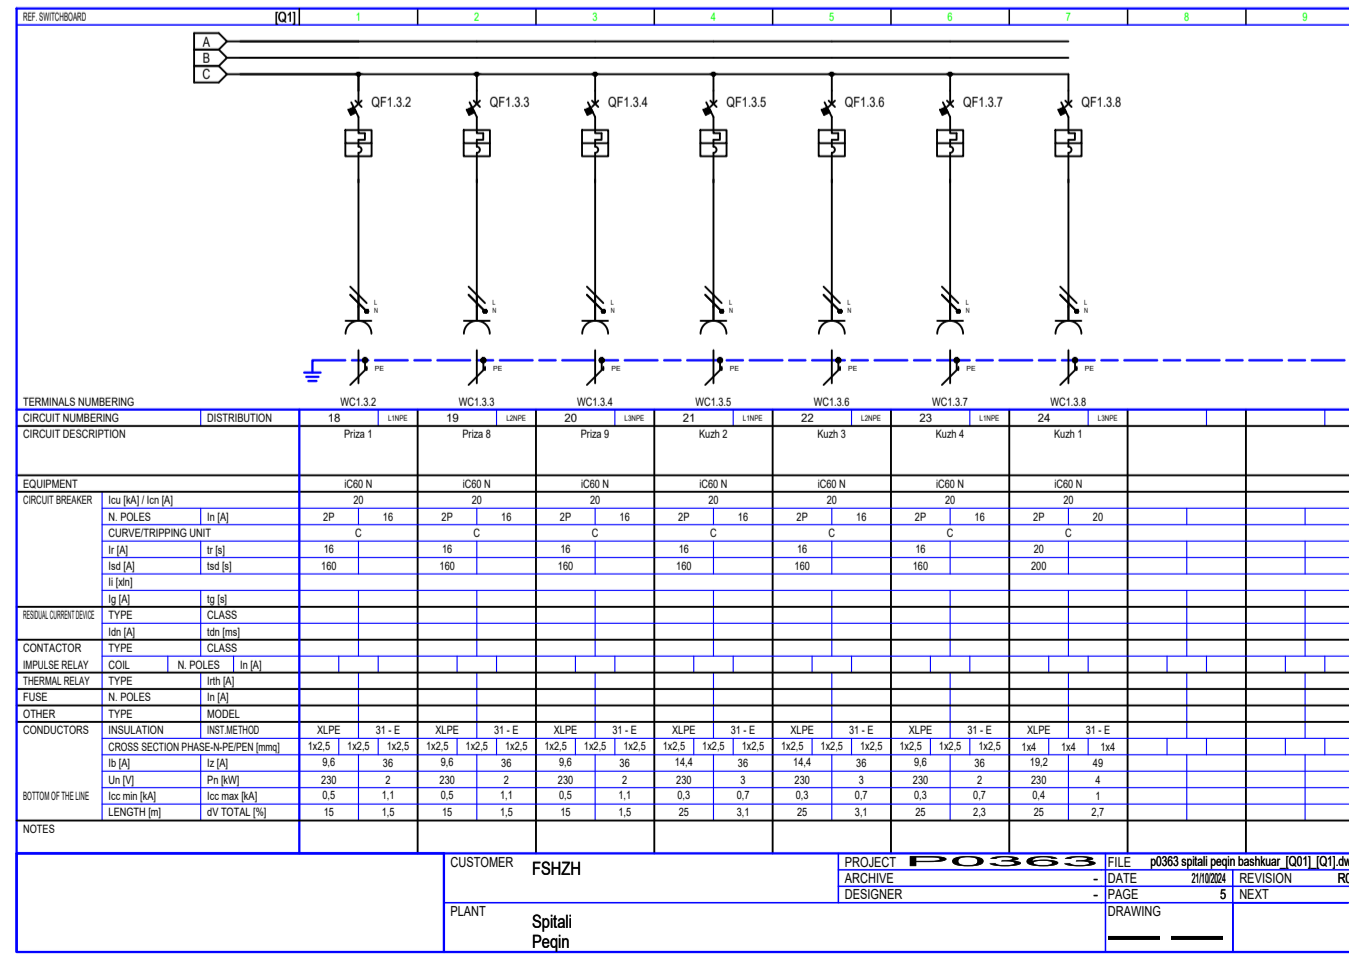 REF. SWITCHBOARD [Q1] 1 2 3 4 5 6 7 8 9
A
B
C
QF1.3.2 QF1.3.3 QF1.3.4 QF1.3.5 QF1.3.6 QF1.3.7 QF1.3.8
L L L L L L L
N N N N N N N
PE PE PE PE PE PE PE
TERMINALS NUMBERING WC1.3.2 WC1.3.3 WC1.3.4 WC1.3.5 WC1.3.6 WC1.3.7 WC1.3.8
CIRCUIT NUMBERING DISTRIBUTION 18 L1NPE 19 L2NPE 20 L3NPE 21 L1NPE 22 L2NPE 23 L1NPE 24 L3NPE
CIRCUIT DESCRIPTION Priza 1 Priza 8 Priza 9 Kuzh 2 Kuzh 3 Kuzh 4 Kuzh 1
EQUIPMENT iC60 N iC60 N iC60 N iC60 N iC60 N iC60 N iC60 N
CIRCUIT BREAKER Icu [kA] / Icn [A] 20 20 20 20 20 20 20
N. POLES In [A] 2P 16 2P 16 2P 16 2P 16 2P 16 2P 16 2P 20
CURVE/TRIPPING UNIT C C C C C C C
Ir [A] tr [s] 16 16 16 16 16 16 20
Isd [A] tsd [s] 160 160 160 160 160 160 200
Ii [xIn]
Ig [A] tg [s]
RESIDUAL CURRENT DEVICE TYPE CLASS
Idn [A] tdn [ms]
CONTACTOR TYPE CLASS
IMPULSE RELAY COIL N. POLES In [A]
THERMAL RELAY TYPE Irth [A]
FUSE N. POLES In [A]
OTHER TYPE MODEL
CONDUCTORS INSULATION INST.METHOD XLPE 31 - E XLPE 31 - E XLPE 31 - E XLPE 31 - E XLPE 31 - E XLPE 31 - E XLPE 31 - E
CROSS SECTION PHASE-N-PE/PEN [mmq] 1x2,5 1x2,5 1x2,5 1x2,5 1x2,5 1x2,5 1x2,5 1x2,5 1x2,5 1x2,5 1x2,5 1x2,5 1x2,5 1x2,5 1x2,5 1x2,5 1x2,5 1x2,5 1x4 1x4 1x4
Ib [A] Iz [A] 9,6 36 9,6 36 9,6 36 14,4 36 14,4 36 9,6 36 19,2 49
Un [V] Pn [kW] 230 2 230 2 230 2 230 3 230 3 230 2 230 4
BOTTOM OF THE LINE Icc min [kA] Icc max [kA] 0,5 1,1 0,5 1,1 0,5 1,1 0,3 0,7 0,3 0,7 0,3 0,7 0,4 1
LENGTH [m] dV TOTAL [%] 15 1,5 15 1,5 15 1,5 25 3,1 25 3,1 25 2,3 25 2,7
NOTES
CUSTOMER FSHZH PROJECT P0363 FILE p0363 spitali peqin bashkuar_[Q01]_[Q1].dw
ARCHIVE - DATE 21/10/2024 REVISION R0
DESIGNER - PAGE 5 NEXT
PLANT DRAWING
Spitali
Peqin